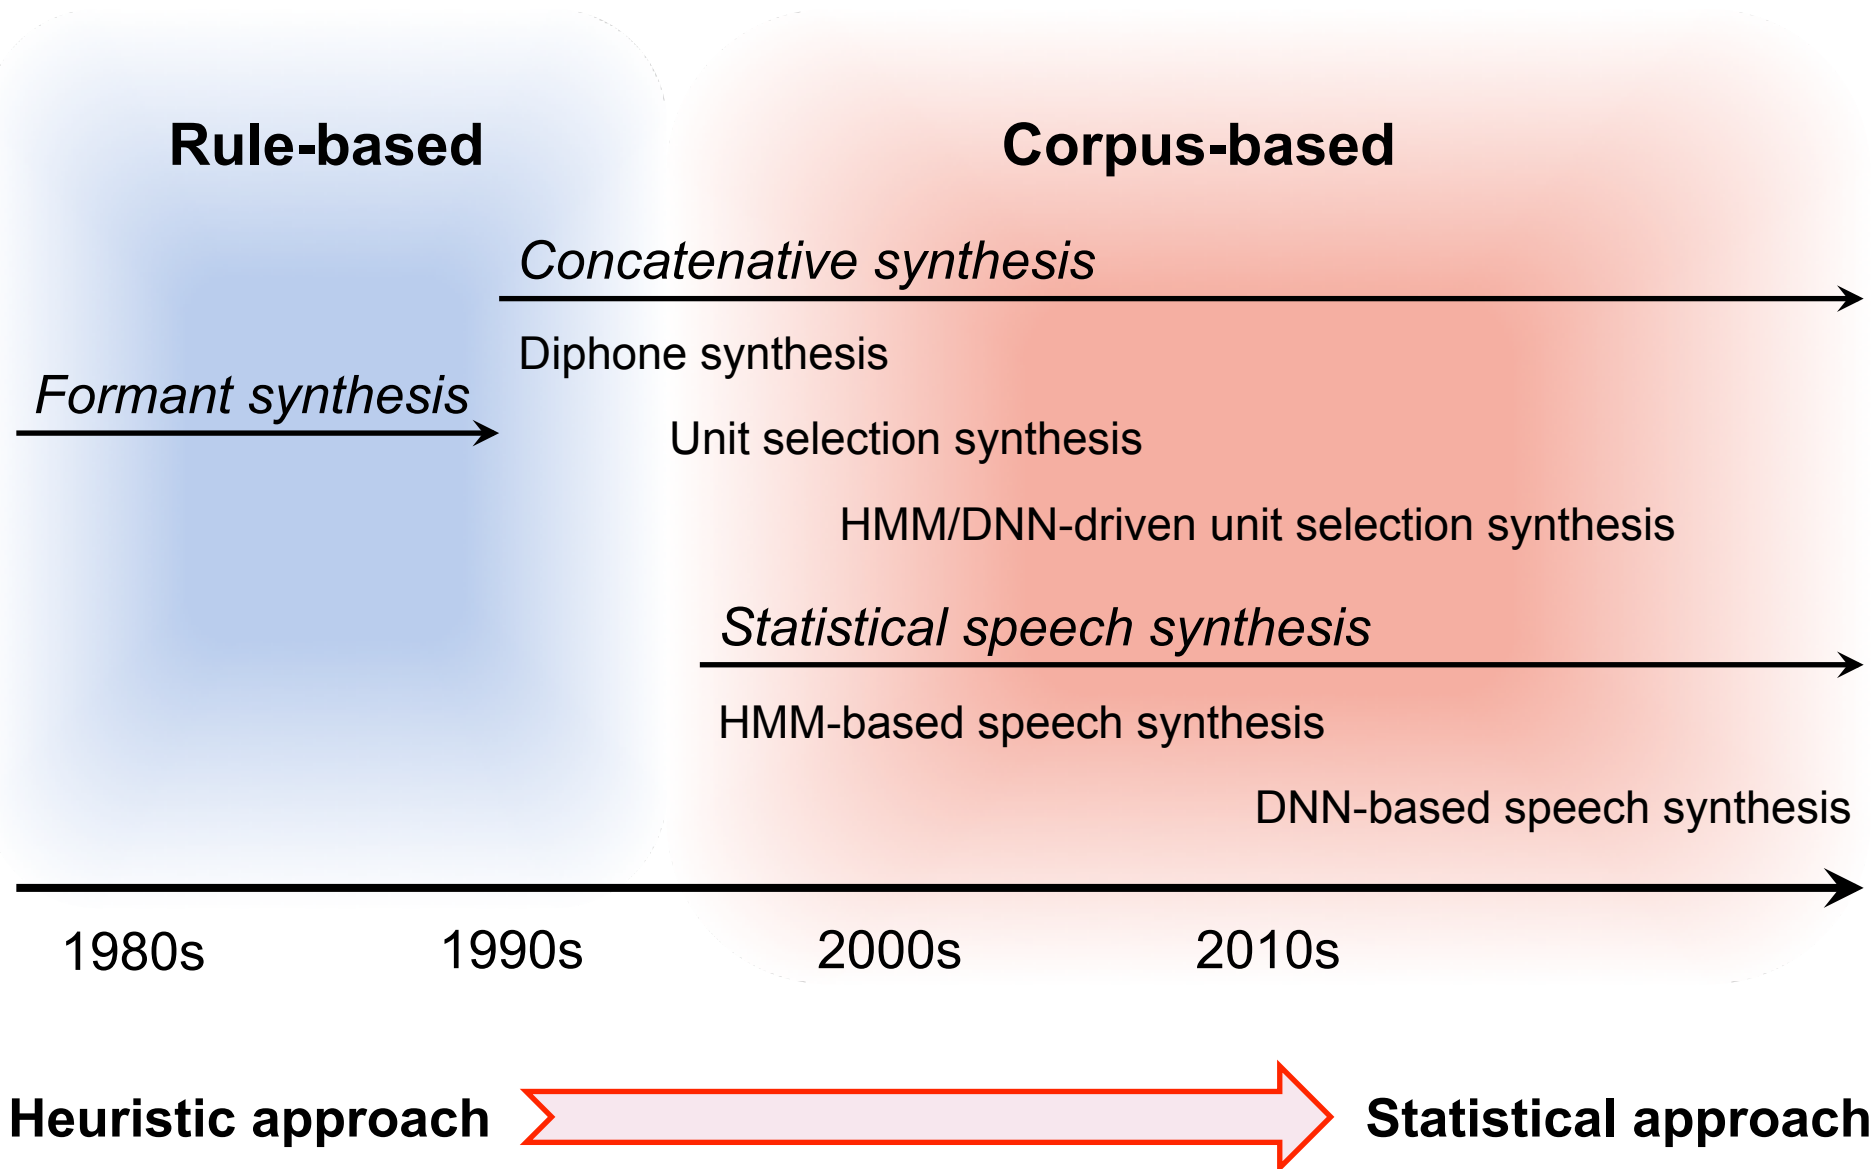 Rule-based
Corpus-based
Concatenative synthesis
Diphone synthesis
Formant synthesis
Unit selection synthesis
HMM/DNN-driven unit selection synthesis
Statistical speech synthesis
HMM-based speech synthesis
DNN-based speech synthesis
1980s
1990s
2000s
2010s
Heuristic approach
Statistical approach